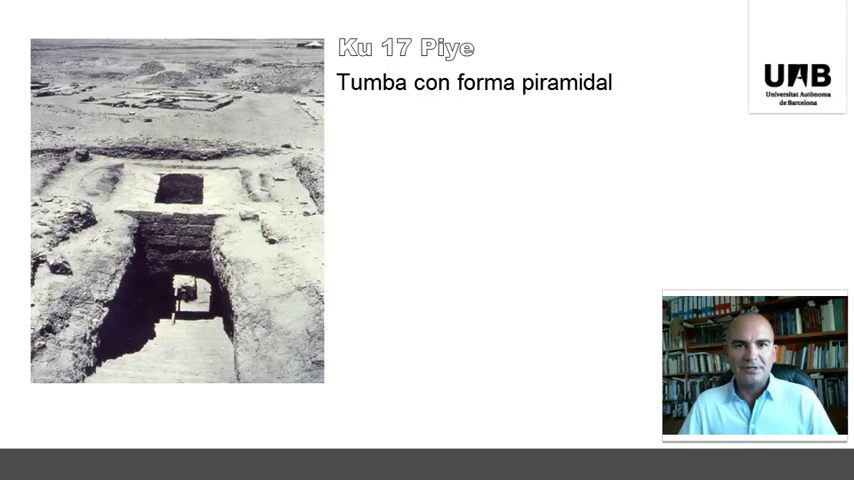 Ku 17 Piye
Tumba con forma piramidal
UAB
Universitat Autònoma
de Barcelona